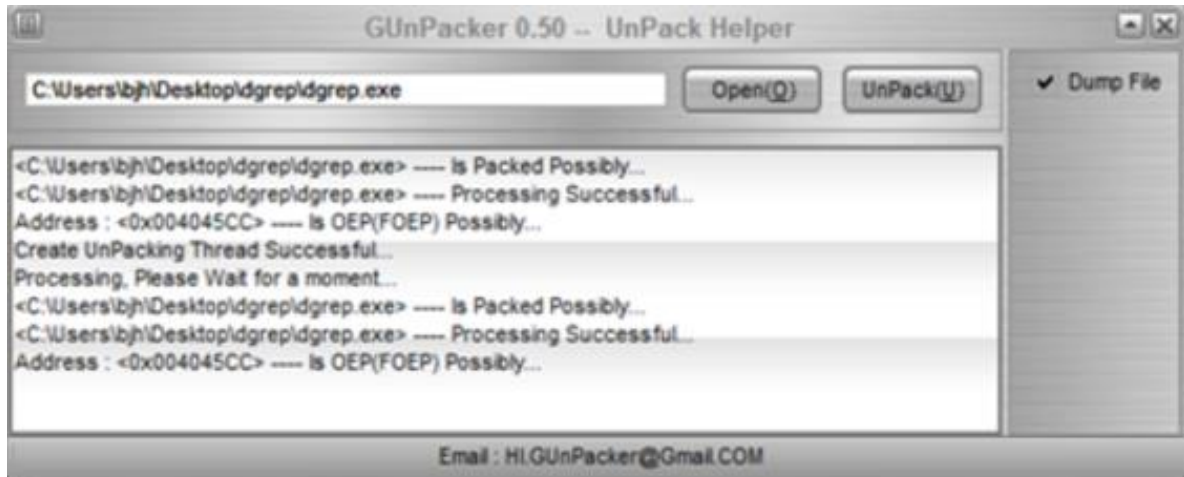 GUnPacker 0.50 -- UnPack Helper
C:\Users\bjh\Desktop\dgrep\dgrep.exe
Open(O)
UnPack(U)
Dump File
<C:\Users\bjh\Desktop\dgrep\dgrep.exe> ---- Is Packed Possibly...
<C:\Users\bjh\Desktop\dgrep\dgrep.exe> ---- Processing Successful...
Address : <0x004045CC> ---- Is OEP(FOEP) Possibly...
Create UnPacking Thread Successful...
Processing, Please Wait for a moment...
<C:\Users\bjh\Desktop\dgrep\dgrep.exe> ---- Is Packed Possibly...
<C:\Users\bjh\Desktop\dgrep\dgrep.exe> ---- Processing Successful...
Address : <0x004045CC> ---- Is OEP(FOEP) Possibly...
Email : HI.GUnPacker@Gmail.COM